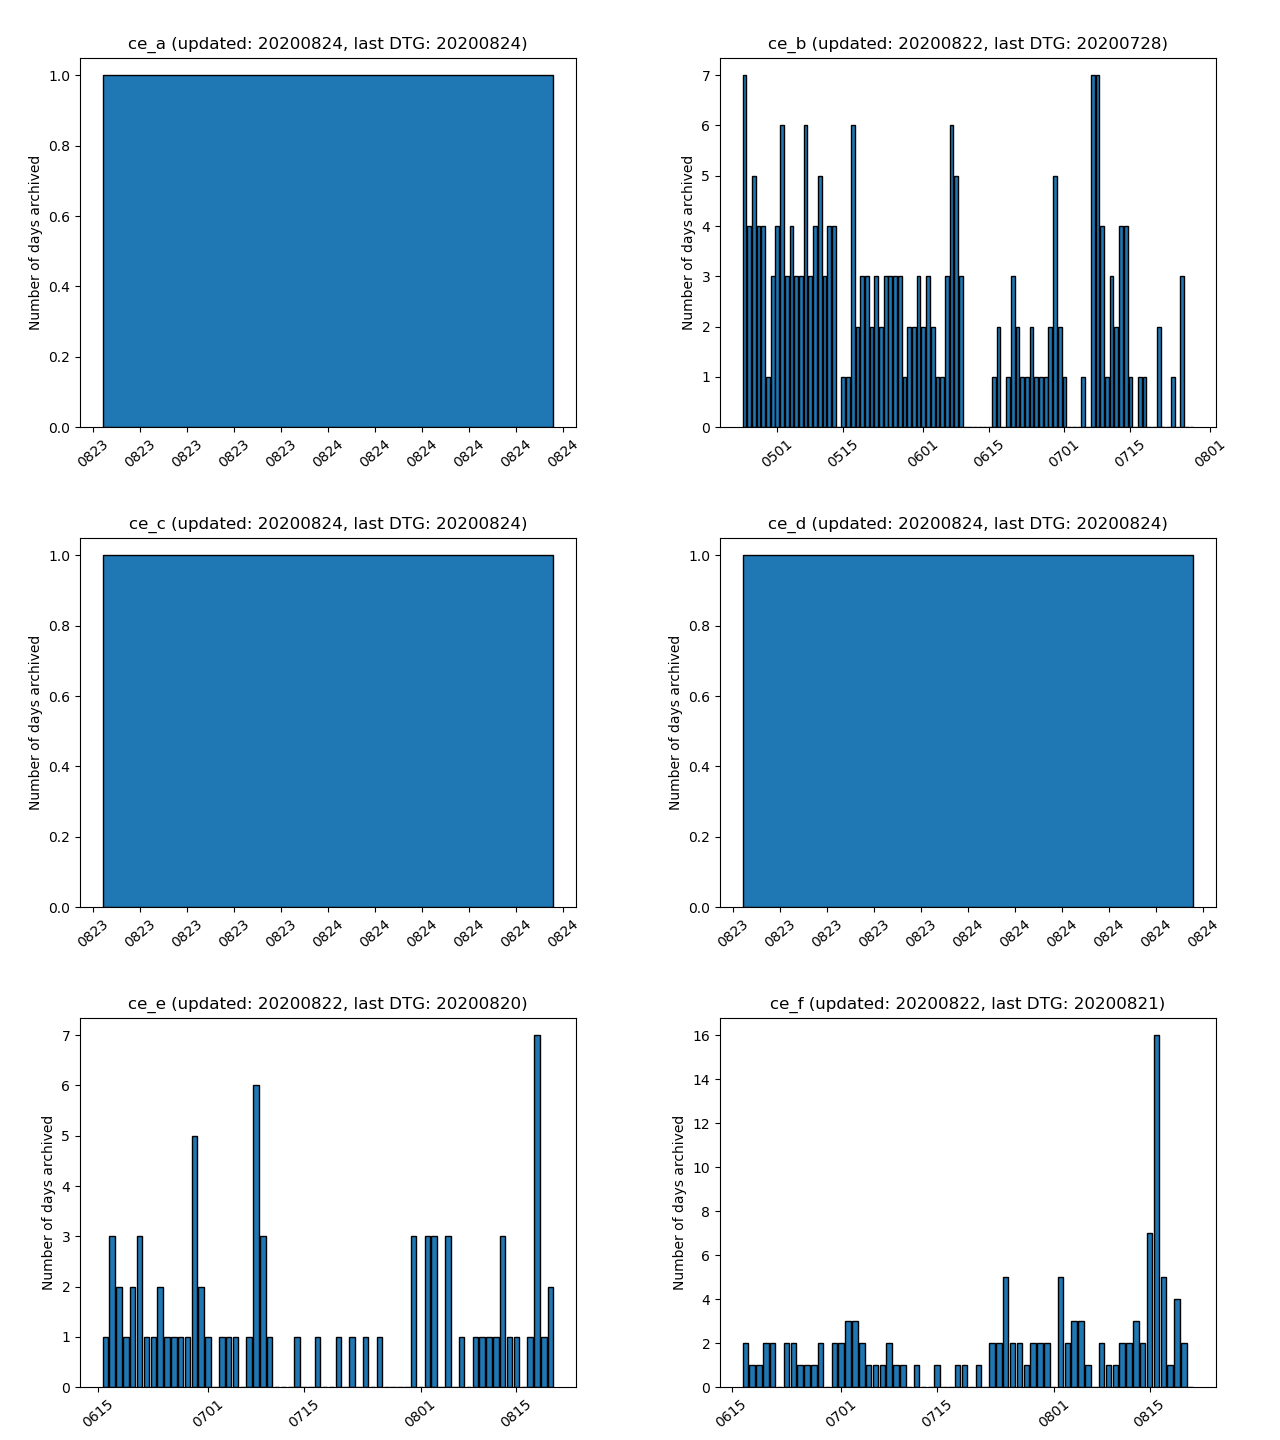 ce_a (updated: 20200824, last DTG: 20200824)
Number of days archived
1.0
0.8
0.6
0.4
0.2
0.0
0823 0823 0823 0823 0823 0824 0824 0824 0824 0824 0824
ce_b (updated: 20200822, last DTG: 20200728)
Number of days archived
7
6
5
4
3
2
1
0
0501 0515 0601 0615 0701 0715 0801
ce_c (updated: 20200824, last DTG: 20200824)
Number of days archived
1.0
0.8
0.6
0.4
0.2
0.0
0823 0823 0823 0823 0823 0824 0824 0824 0824 0824 0824
ce_d (updated: 20200824, last DTG: 20200824)
Number of days archived
1.0
0.8
0.6
0.4
0.2
0.0
0823 0823 0823 0823 0823 0824 0824 0824 0824 0824 0824
ce_e (updated: 20200822, last DTG: 20200820)
Number of days archived
7
6
5
4
3
2
1
0
0615 0701 0715 0801 0815
ce_f (updated: 20200822, last DTG: 20200821)
Number of days archived
16
14
12
10
8
6
4
2
0
0615 0701 0715 0801 0815